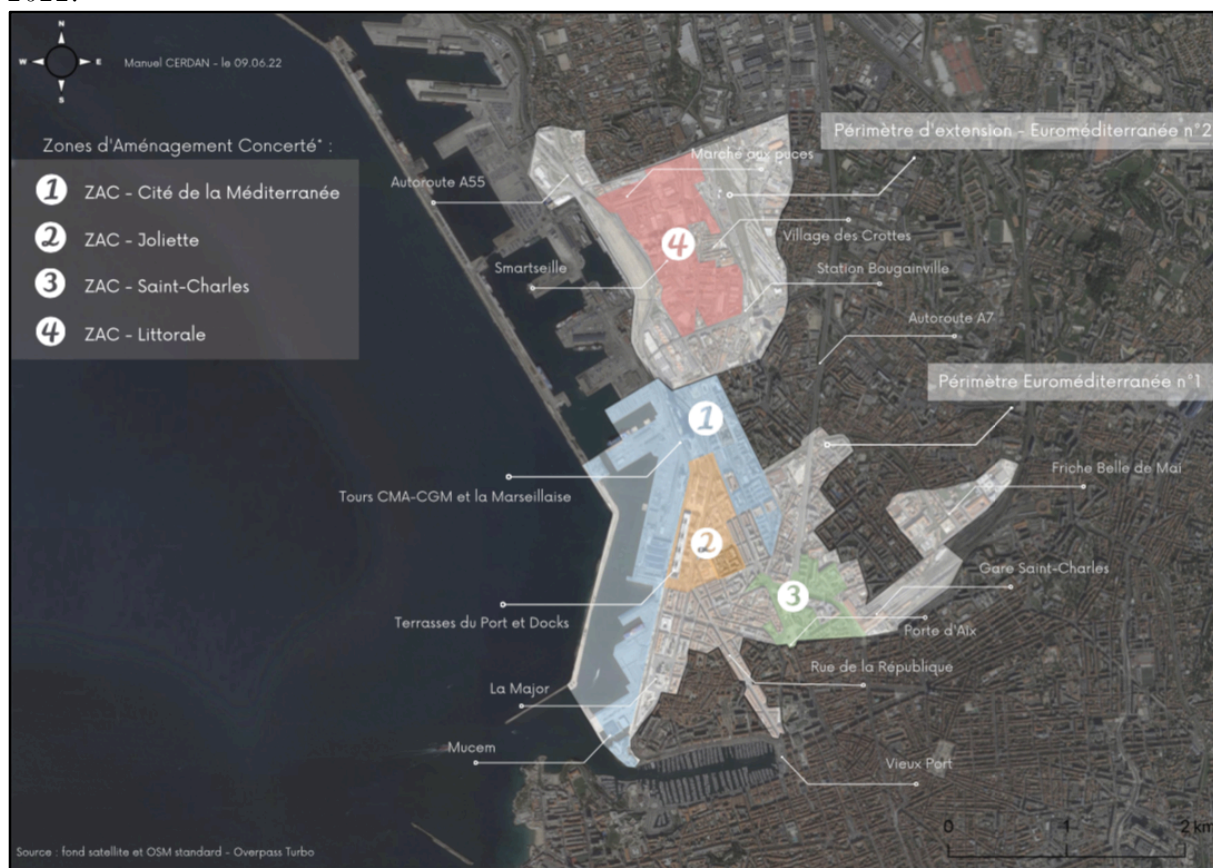 2022.
N
W
E
S
Manuel CERDAN - le 09.06.22
Zones d'Aménagement Concerté* :
1 ZAC - Cité de la Méditerranée
2 ZAC - Joliette
3 ZAC - Saint-Charles
4 ZAC - Littorale
Périmètre d'extension - Euroméditerranée n°2
Marché aux puces
Autoroute A55
4
Village des Crottes
Smartseille
Station Bougainville
Autoroute A7
Périmètre Euroméditerranée n°1
1
Friche Belle de Mai
Tours CMA-CGM et la Marseillaise
2
Gare Saint-Charles
3
Terrasses du Port et Docks
Porte d'Aix
Rue de la République
La Major
Mucem
Vieux Port
0 1 2 km
Source : fond satellite et OSM standard - Overpass Turbo